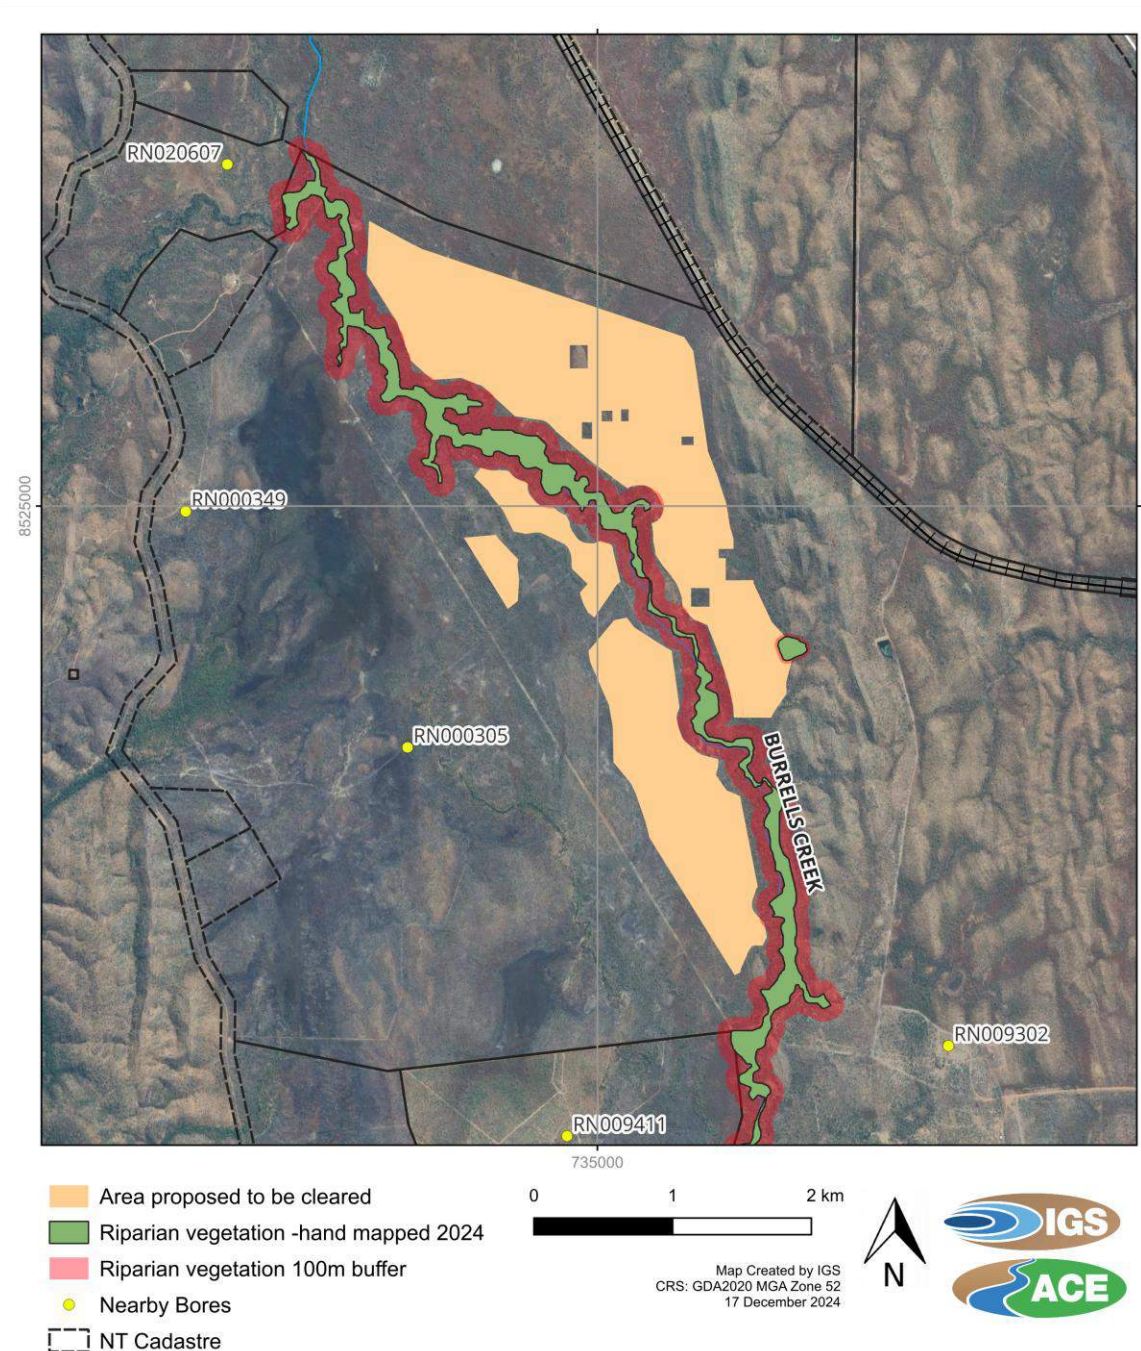 RN020607
RN000349
8525000
RN000305
BURRELLS CREEK
RN009302
RN009411
735000
Area proposed to be cleared
Riparian vegetation -hand mapped 2024
Riparian vegetation 100m buffer
Nearby Bores
NT Cadastre
0 1 2 km
Map Created by IGS
CRS: GDA2020 MGA Zone 52
17 December 2024
N
IGS
ACE